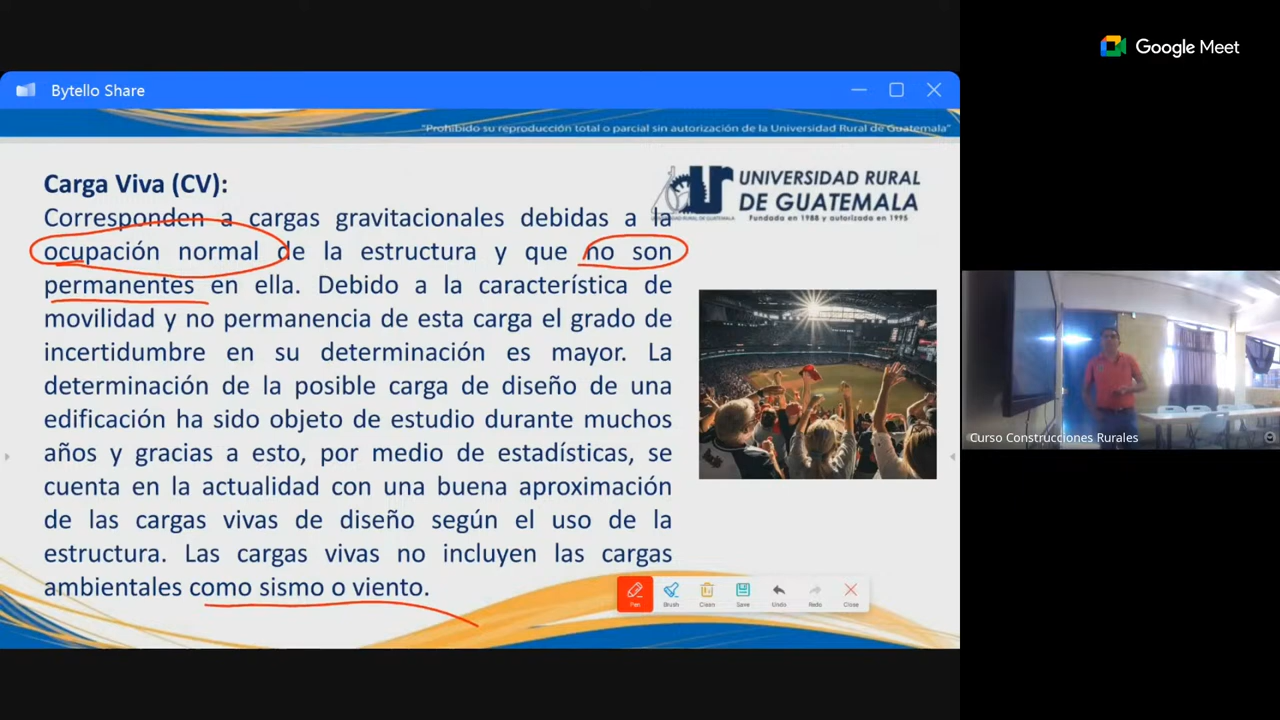 Google Meet
Bytello Share
"Prohibido su reproducción total o parcial sin autorización de la Universidad Rural de Guatemala"
Carga Viva (CV):
UNIVERSIDAD RURAL
DE GUATEMALA
Fundada en 1988 y autorizado en 1995
Corresponden a cargas gravitacionales debidas a la
ocupación normal de la estructura y que no son
permanentes en ella. Debido a la característica de
movilidad y no permanencia de esta carga el grado de
incertidumbre en su determinación es mayor. La
determinación de la posible carga de diseño de una
edificación ha sido objeto de estudio durante muchos
años y gracias a esto, por medio de estadísticas, se
cuenta en la actualidad con una buena aproximación
de las cargas vivas de diseño según el uso de la
estructura. Las cargas vivas no incluyen las cargas
ambientales como sismo o viento.
Pen Brush Clean Save Undo Redo Close
Curso Construcciones Rurales